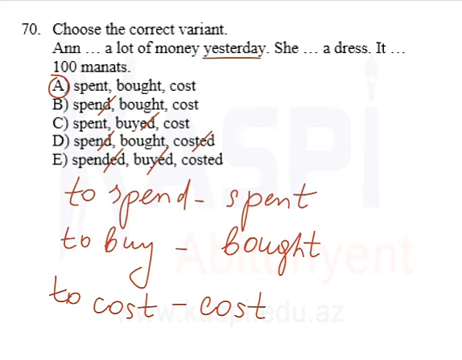 70. Choose the correct variant.
Ann … a lot of money yesterday. She … a dress. It …
100 manats.
A) spent, bought, cost
B) spend, bought, cost
C) spent, buyed, cost
D) spend, bought, costed
E) spended, buyed, costed
to spend - spent
to buy - bought
to cost - cost